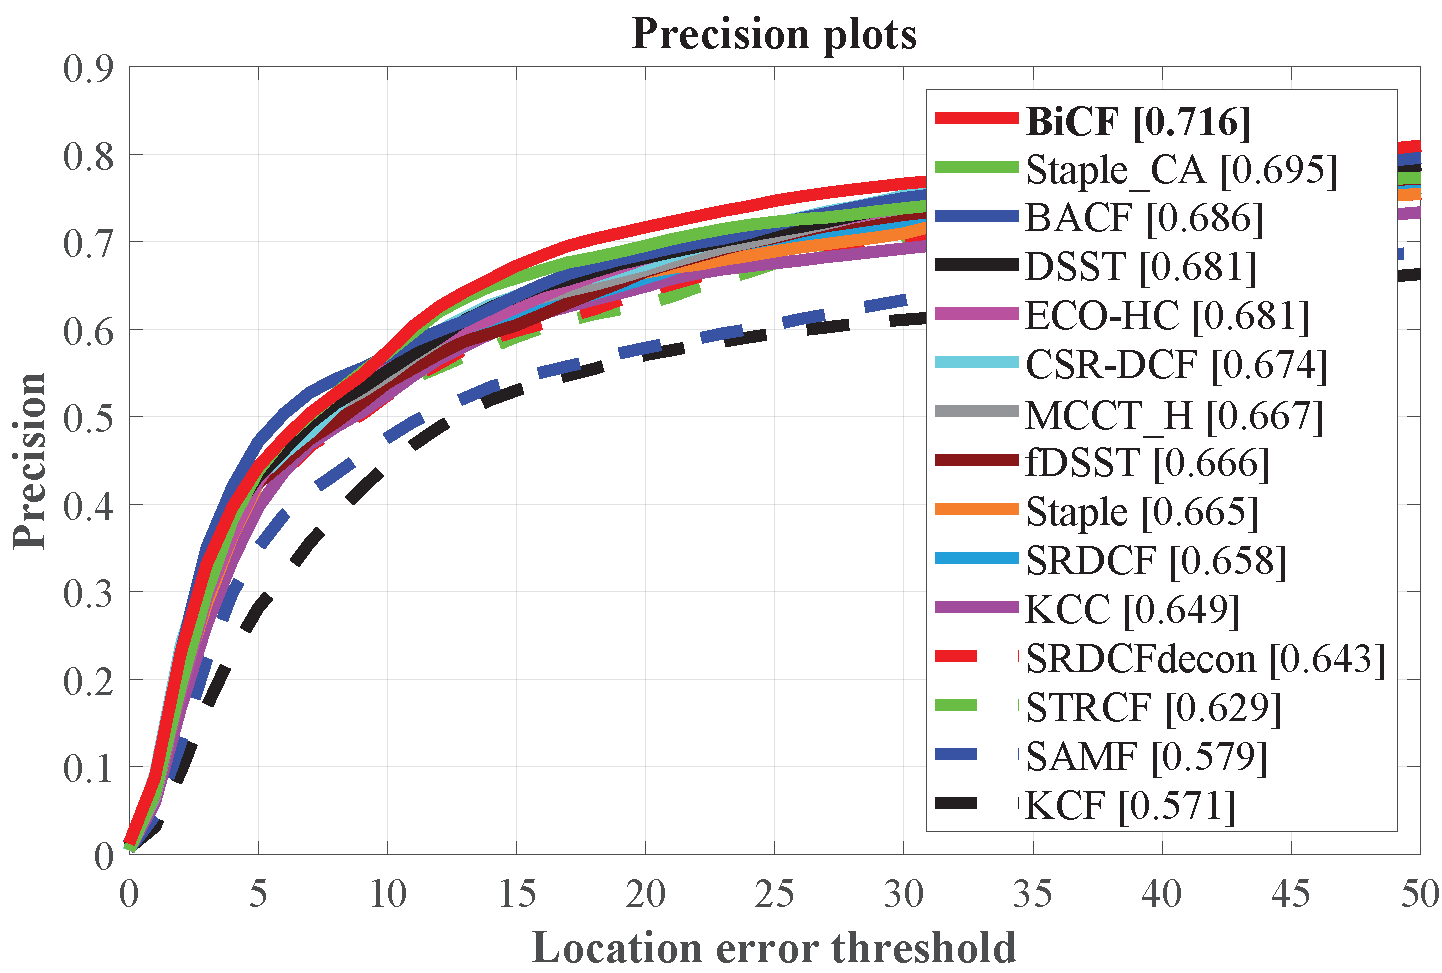 Precision plots
0.9
0.8
0.7
0.6
0.5
0.4
0.3
0.2
0.1
0
Precision
BiCF [0.716]
Staple_CA [0.695]
BACF [0.686]
DSST [0.681]
ECO-HC [0.681]
CSR-DCF [0.674]
MCCT_H [0.667]
fDSST [0.666]
Staple [0.665]
SRDCF [0.658]
KCC [0.649]
SRDCFdecon [0.643]
STRCF [0.629]
SAMF [0.579]
KCF [0.571]
0 5 10 15 20 25 30 35 40 45 50
Location error threshold